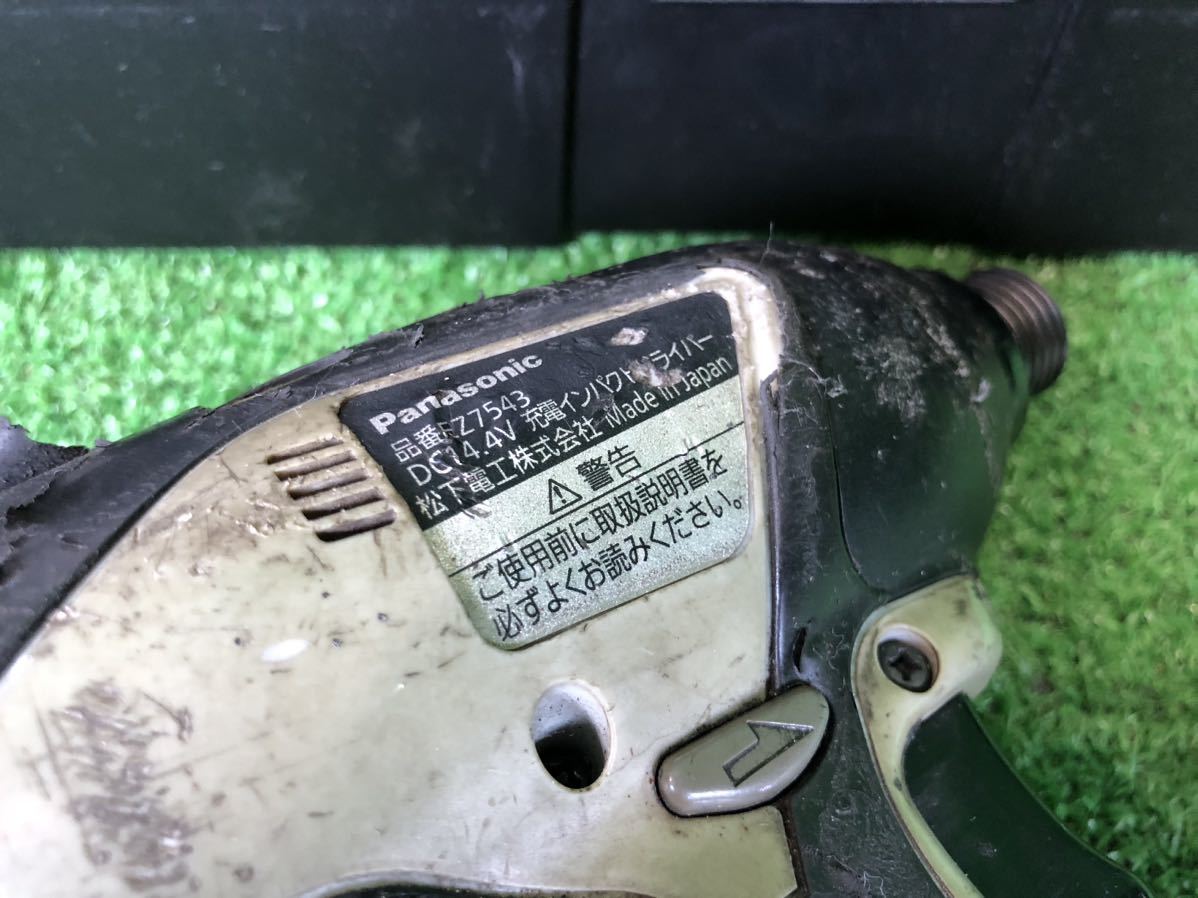 Panasonic
品番EZ7543
DC14.4V 充電インパクトドライバー
松下電工株式会社 Made in Japan
⚠警告
ご使用前に取扱説明書を
必ずよくお読みください。